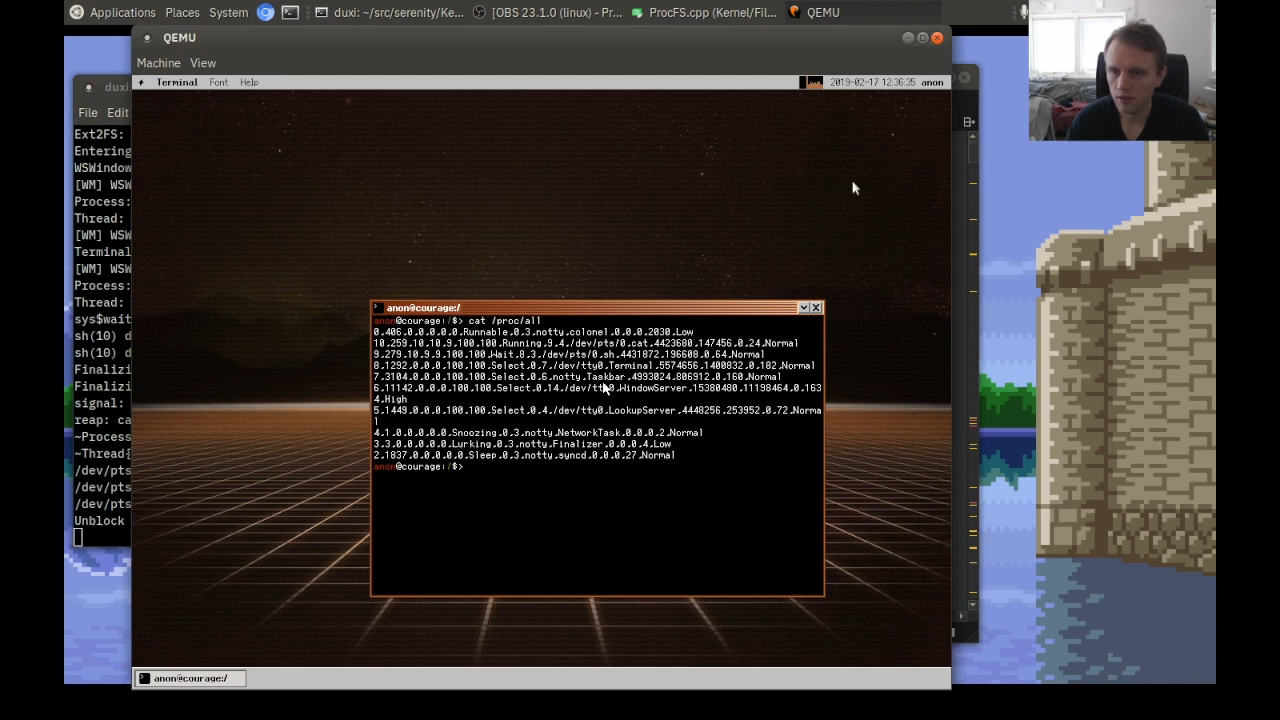 Applications Places System duxi: ~/src/serenity/Ke... [OBS 23.1.0 (linux) - Pr... ProcFS.cpp (Kernel/Fil... QEMU
QEMU
Machine View
Terminal Font Help 2019-02-17 12:36:35 anon
duxi
File Edit
Ext2FS:
Entering
WSWindow
[WM] WSW
Process:
Thread:
[WM] WSW
Terminal
[WM] WSW
Process:
Thread:
sys$wait
sh(10) d
sh(10) d
Finalizi
Finalizi
signal:
reap: ca
~Process
~Thread{
/dev/pts
/dev/pts
/dev/pts
Unblock
anon@courage:/
anon@courage:/$> cat /proc/all
0,406,0,0,0,0,0,Runnable,0,3,notty,colonel,0,0,0,2030,Low
10,259,10,10,9,100,100,Running,9,4,/dev/pts/0,cat,4423680,147456,0,24,Normal
9,279,10,9,9,100,100,Wait,8,3,/dev/pts/0,sh,4431872,196608,0,64,Normal
8,1292,0,0,0,100,100,Select,0,7,/dev/tty0,Terminal,5574656,1400832,0,182,Normal
7,3104,0,0,0,100,100,Select,0,6,notty,Taskbar,4993024,806912,0,160,Normal
6,11142,0,0,0,100,100,Select,0,14,/dev/tty0,WindowServer,15380480,11198464,0,163
4,High
5,1449,0,0,0,100,100,Select,0,4,/dev/tty0,LookupServer,4448256,253952,0,72,Norma
l
4,1,0,0,0,0,0,Snoozing,0,3,notty,NetworkTask,0,0,0,2,Normal
3,3,0,0,0,0,0,Lurking,0,3,notty,Finalizer,0,0,0,4,Low
2,1837,0,0,0,0,0,Sleep,0,3,notty,syncd,0,0,0,27,Normal
anon@courage:/$>
anon@courage:/